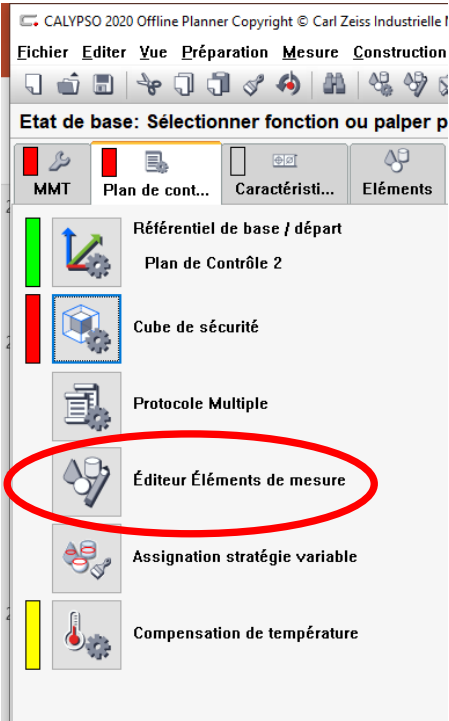 CALYPSO 2020 Offline Planner Copyright © Carl Zeiss Industrielle
Fichier Editer Vue Préparation Mesure Construction
Etat de base: Sélectionner fonction ou palper
MMT
Plan de cont...
Caractéristi...
Eléments
Référentiel de base / départ
Plan de Contrôle 2
Cube de sécurité
Protocole Multiple
Éditeur Éléments de mesure
Assignation stratégie variable
Compensation de température